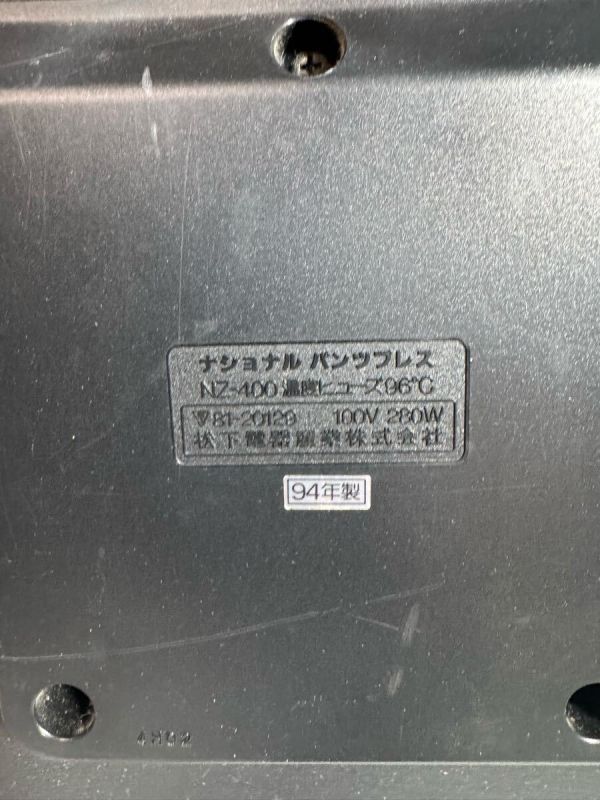 ナショナル パンツプレス
NZ-400 温度ヒューズ96℃
▽81-20129 100V 280W
松下電器産業株式会社
94年製
4H02